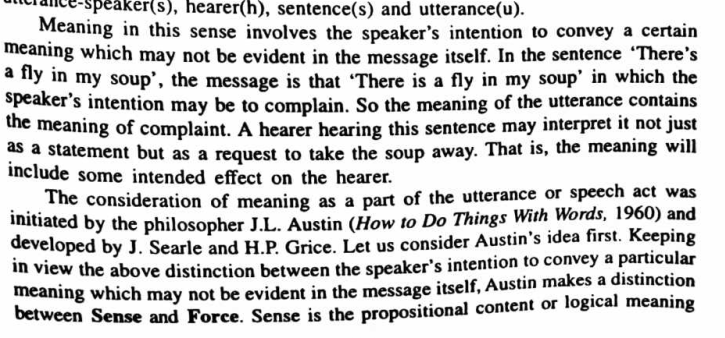 utterance-speaker(s), hearer(h), sentence(s) and utterance(u).
Meaning in this sense involves the speaker's intention to convey a certain
meaning which may not be evident in the message itself. In the sentence 'There's
a fly in my soup', the message is that 'There is a fly in my soup' in which the
speaker's intention may be to complain. So the meaning of the utterance contains
the meaning of complaint. A hearer hearing this sentence may interpret it not just
as a statement but as a request to take the soup away. That is, the meaning will
include some intended effect on the hearer.
The consideration of meaning as a part of the utterance or speech act was
initiated by the philosopher J.L. Austin (How to Do Things With Words, 1960) and
developed by J. Searle and H.P. Grice. Let us consider Austin's idea first. Keeping
in view the above distinction between the speaker's intention to convey a particular
meaning which may not be evident in the message itself, Austin makes a distinction
between Sense and Force. Sense is the propositional content or logical meaning